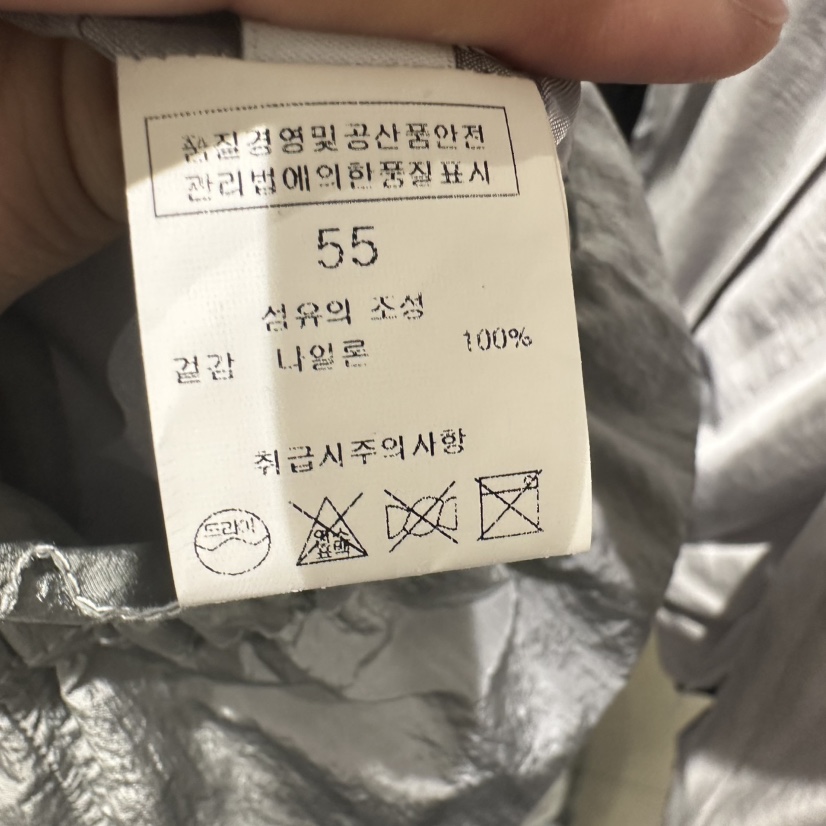 품질경영및공산품안전
관리법에의한품질표시
55
섬유의 조성
겉감 나일론 100%
취급시주의사항
드라이
염소
표백